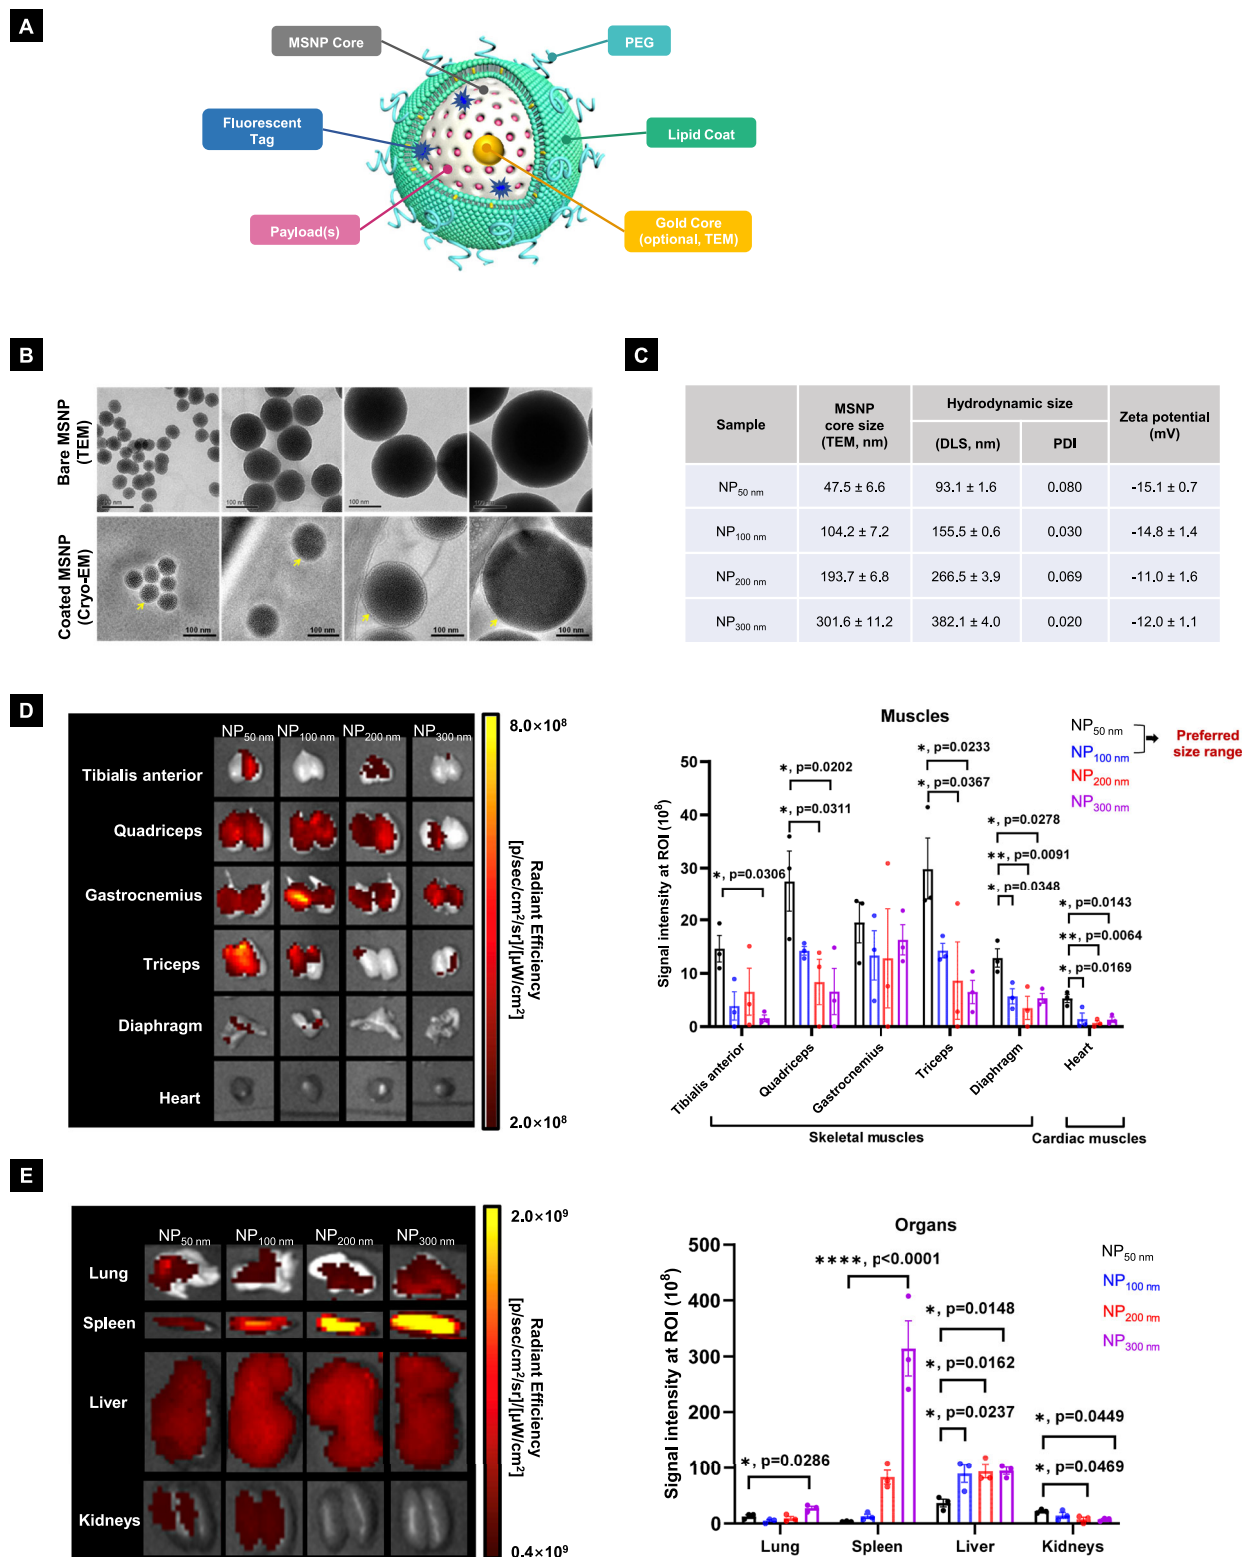 A
MSNP Core
PEG
Fluorescent
Tag
Lipid Coat
Payload(s)
Gold Core
(optional, TEM)
B
Bare MSNP
(TEM)
100 nm
100 nm
100 nm
Coated MSNP
(Cryo-EM)
100 nm
100 nm
100 nm
100 nm
C
Sample
MSNP
core size
(TEM, nm)
Hydrodynamic size
(DLS, nm)
PDI
Zeta potential
(mV)
NP50 nm 47.5 ± 6.6 93.1 ± 1.6 0.080 -15.1 ± 0.7
NP100 nm 104.2 ± 7.2 155.5 ± 0.6 0.030 -14.8 ± 1.4
NP200 nm 193.7 ± 6.8 266.5 ± 3.9 0.069 -11.0 ± 1.6
NP300 nm 301.6 ± 11.2 382.1 ± 4.0 0.020 -12.0 ± 1.1
D
NP50 nm NP100 nm NP200 nm NP300 nm
Tibialis anterior
Quadriceps
Gastrocnemius
Triceps
Diaphragm
Heart
8.0×10⁸
2.0×10⁸
Radiant Efficiency
[p/sec/cm²/sr]/[µW/cm²]
Muscles
NP50 nm
NP100 nm
NP200 nm
NP300 nm
Preferred
size range
Signal intensity at ROI (10⁸)
50
40
30
20
10
0
*, p=0.0306
*, p=0.0202
*, p=0.0311
*, p=0.0233
*, p=0.0367
*, p=0.0278
**, p=0.0091
*, p=0.0348
*, p=0.0143
**, p=0.0064
*, p=0.0169
Tibialis anterior
Quadriceps
Gastrocnemius
Triceps
Diaphragm
Heart
Skeletal muscles
Cardiac muscles
E
NP50 nm NP100 nm NP200 nm NP300 nm
Lung
Spleen
Liver
Kidneys
2.0×10⁹
0.4×10⁹
Radiant Efficiency
[p/sec/cm²/sr]/[µW/cm²]
Organs
NP50 nm
NP100 nm
NP200 nm
NP300 nm
Signal intensity at ROI (10⁸)
500
400
300
200
100
0
*, p=0.0286
****, p<0.0001
*, p=0.0148
*, p=0.0162
*, p=0.0237
*, p=0.0449
*, p=0.0469
Lung
Spleen
Liver
Kidneys